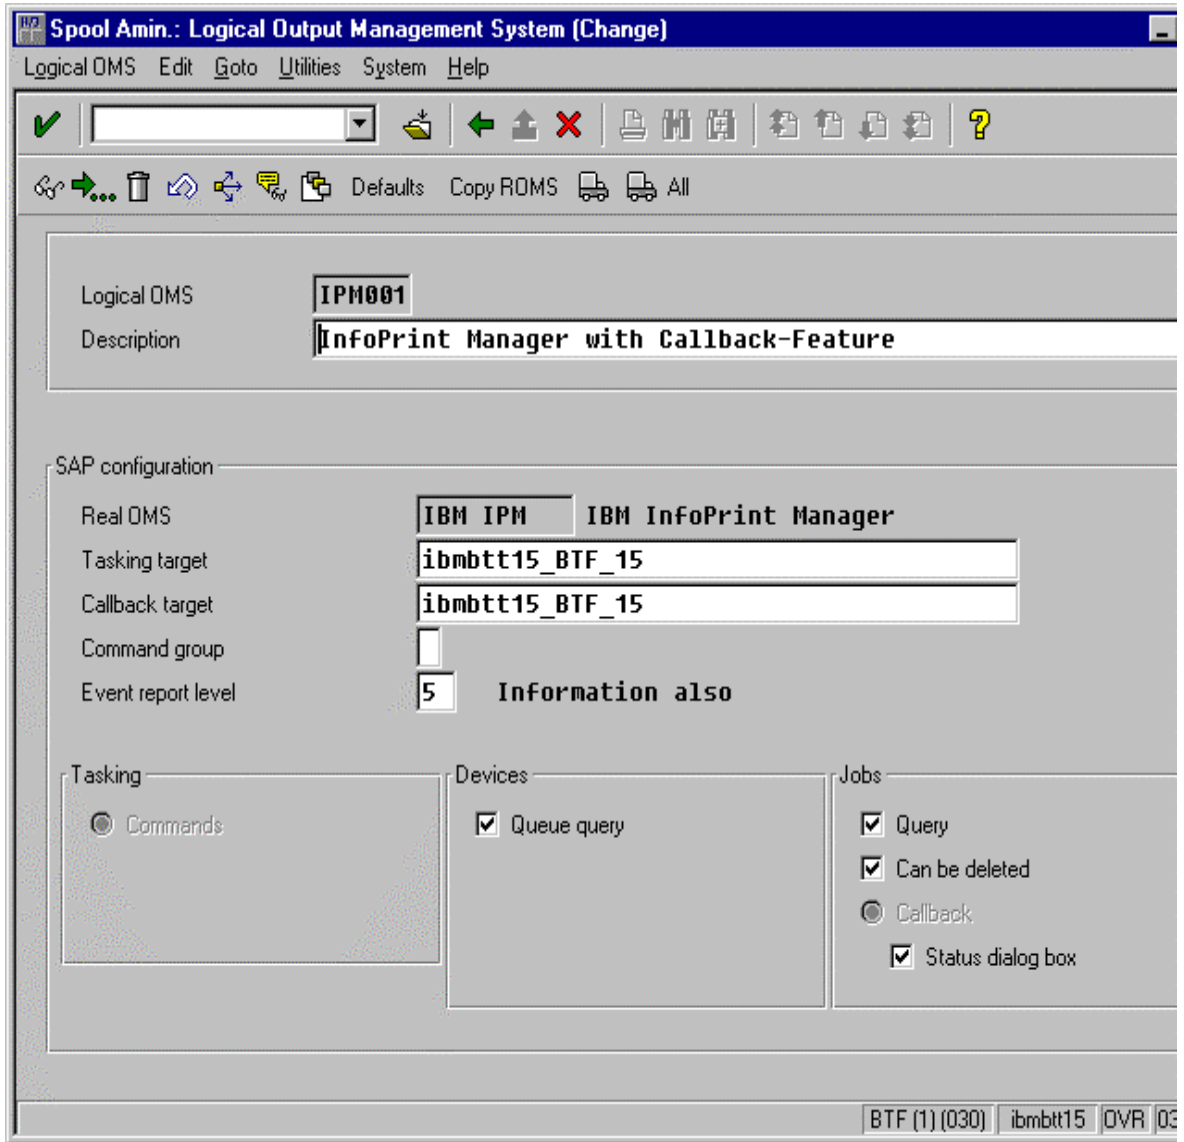 Spool Amin.: Logical Output Management System (Change)
Logical OMS Edit Goto Utilities System Help
Defaults Copy ROMS All
Logical OMS IPM001
Description InfoPrint Manager with Callback-Feature
SAP configuration
Real OMS IBM IPM IBM InfoPrint Manager
Tasking target ibmbtt15_BTF_15
Callback target ibmbtt15_BTF_15
Command group
Event report level 5 Information also
Tasking Devices Jobs
Commands Queue query Query
Can be deleted
Callback
Status dialog box
BTF (1) (030) ibmbtt15 OVR 03